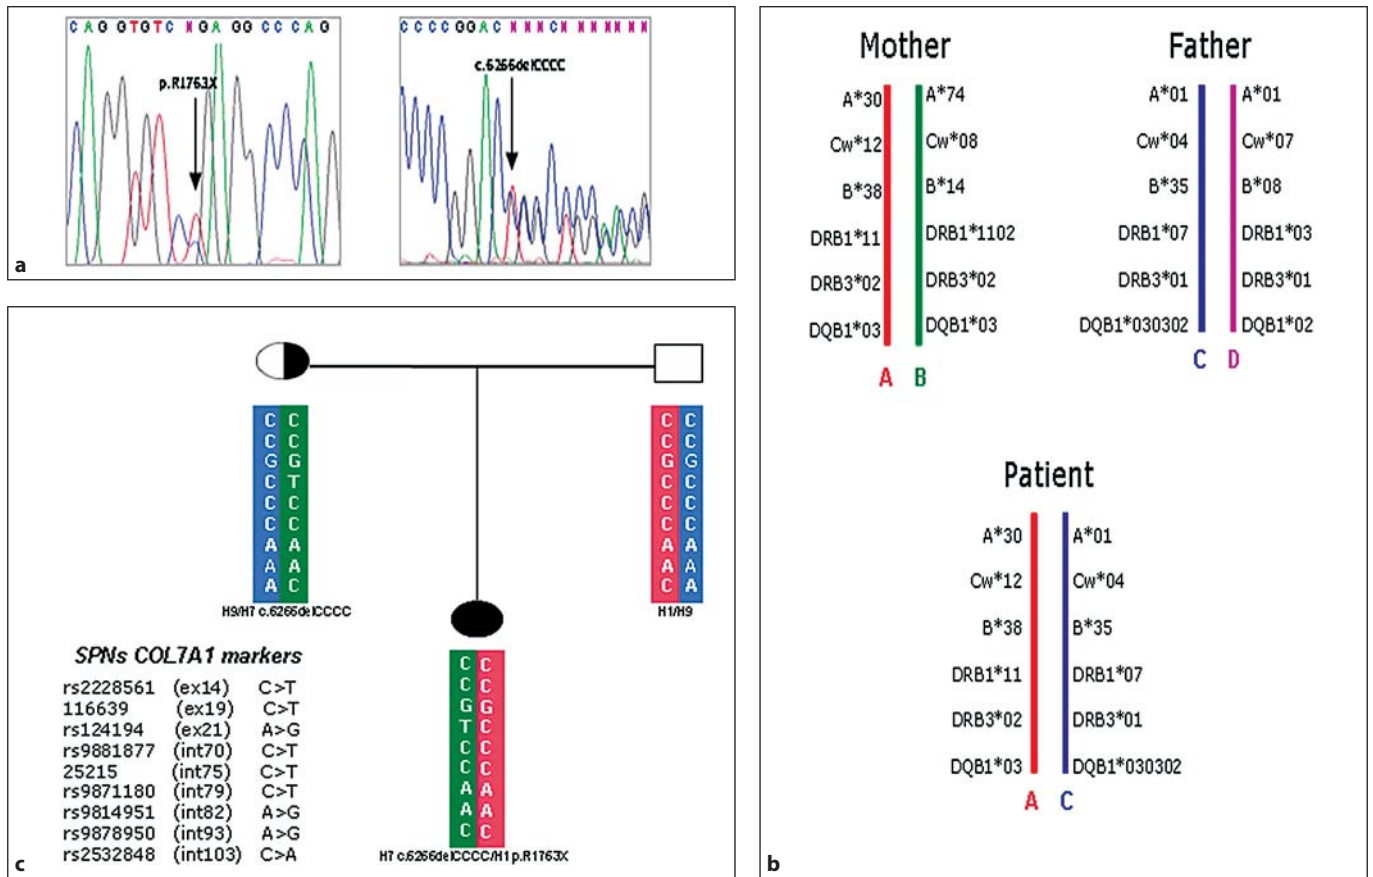 C A G G T G T C N G A G G C C C A G
p.R1763X
C C C C G G A C N N N C N N N N N N
c.6266delCCCC
a
Mother
A*30 A*74
Cw*12 Cw*08
B*38 B*14
DRB1*11 DRB1*1102
DRB3*02 DRB3*02
DQB1*03 DQB1*03
A B
Father
A*01 A*01
Cw*04 Cw*07
B*35 B*08
DRB1*07 DRB1*03
DRB3*01 DRB3*01
DQB1*030302 DQB1*02
C D
Patient
A*30 A*01
Cw*12 Cw*04
B*38 B*35
DRB1*11 DRB1*07
DRB3*02 DRB3*01
DQB1*03 DQB1*030302
A C
b
C C
C C
G G
C T
C C
C C
A A
A A
A C
H9/H7 c.6266delCCCC
C C
C C
G G
C C
C C
C C
A A
A A
C A
H1/H9
C C
C C
G G
T C
C C
C C
A A
A A
C C
H7 c.6266delCCCC/H1 p.R1763X
SPNs COL7A1 markers
rs2228561 (ex14) C>T
116639 (ex19) C>T
rs124194 (ex21) A>G
rs9881877 (int70) C>T
25215 (int75) C>T
rs9871180 (int79) C>T
rs9814951 (int82) A>G
rs9878950 (int93) A>G
rs2532848 (int103) C>A
c